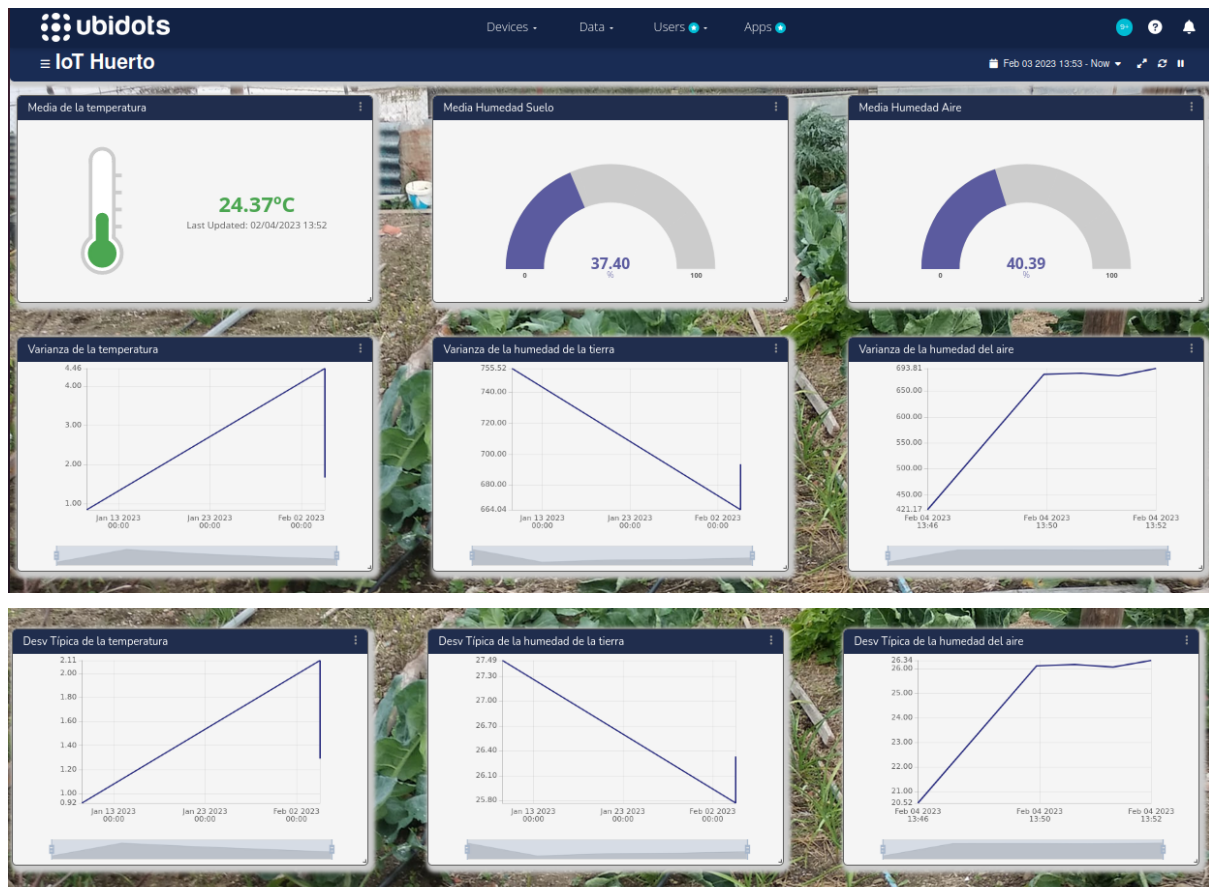 ubidots
Devices
Data
Users
Apps
9+
?
IoT Huerto
Feb 03 2023 13:53 - Now
Media de la temperatura
24.37ºC
Last Updated: 02/04/2023 13:52
Media Humedad Suelo
37.40
%
0
100
Media Humedad Aire
40.39
%
0
100
Varianza de la temperatura
4.46
4.00
3.00
2.00
1.00
Jan 13 2023 Jan 23 2023 Feb 02 2023
00:00 00:00 00:00
Varianza de la humedad de la tierra
755.52
740.00
720.00
700.00
680.00
664.04
Jan 13 2023 Jan 23 2023 Feb 02 2023
00:00 00:00 00:00
Varianza de la humedad del aire
693.81
650.00
600.00
550.00
500.00
450.00
421.17
Feb 04 2023 Feb 04 2023 Feb 04 2023
13:46 13:50 13:52
Desv Típica de la temperatura
2.11
2.00
1.80
1.60
1.40
1.20
1.00
0.92
Jan 13 2023 Jan 23 2023 Feb 02 2023
00:00 00:00 00:00
Desv Típica de la humedad de la tierra
27.49
27.30
27.00
26.70
26.40
26.10
25.80
Jan 13 2023 Jan 23 2023 Feb 02 2023
00:00 00:00 00:00
Desv Típica de la humedad del aire
26.34
26.00
25.00
24.00
23.00
22.00
21.00
20.52
Feb 04 2023 Feb 04 2023 Feb 04 2023
13:46 13:50 13:52